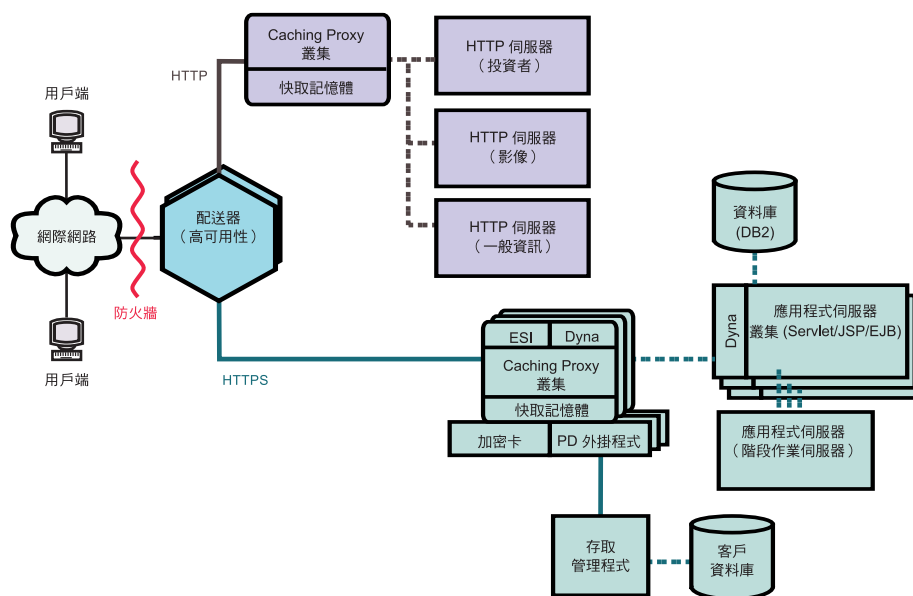 Caching Proxy
叢集
快取記憶體
HTTP
HTTP 伺服器
（投資者）
HTTP 伺服器
（影像）
HTTP 伺服器
（一般資訊）
用戶端
網際網路
用戶端
防火牆
配送器
（高可用性）
HTTPS
ESI
Dyna
Caching Proxy
叢集
快取記憶體
加密卡
PD 外掛程式
資料庫
(DB2)
Dyna
應用程式伺服器
叢集 (Servlet/JSP/EJB)
應用程式伺服器
（階段作業伺服器）
存取
管理程式
客戶
資料庫